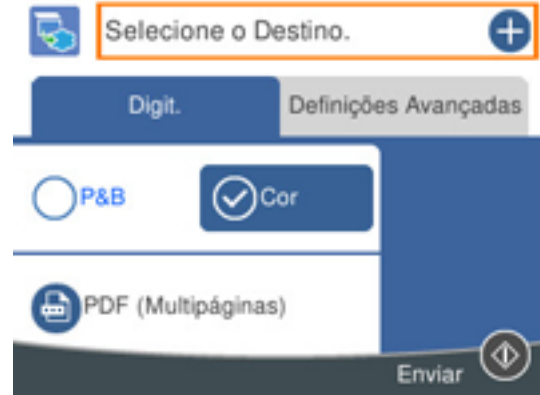 Selecione o Destino.
Digit.
Definições Avançadas
P&B
Cor
PDF (Multipáginas)
Enviar